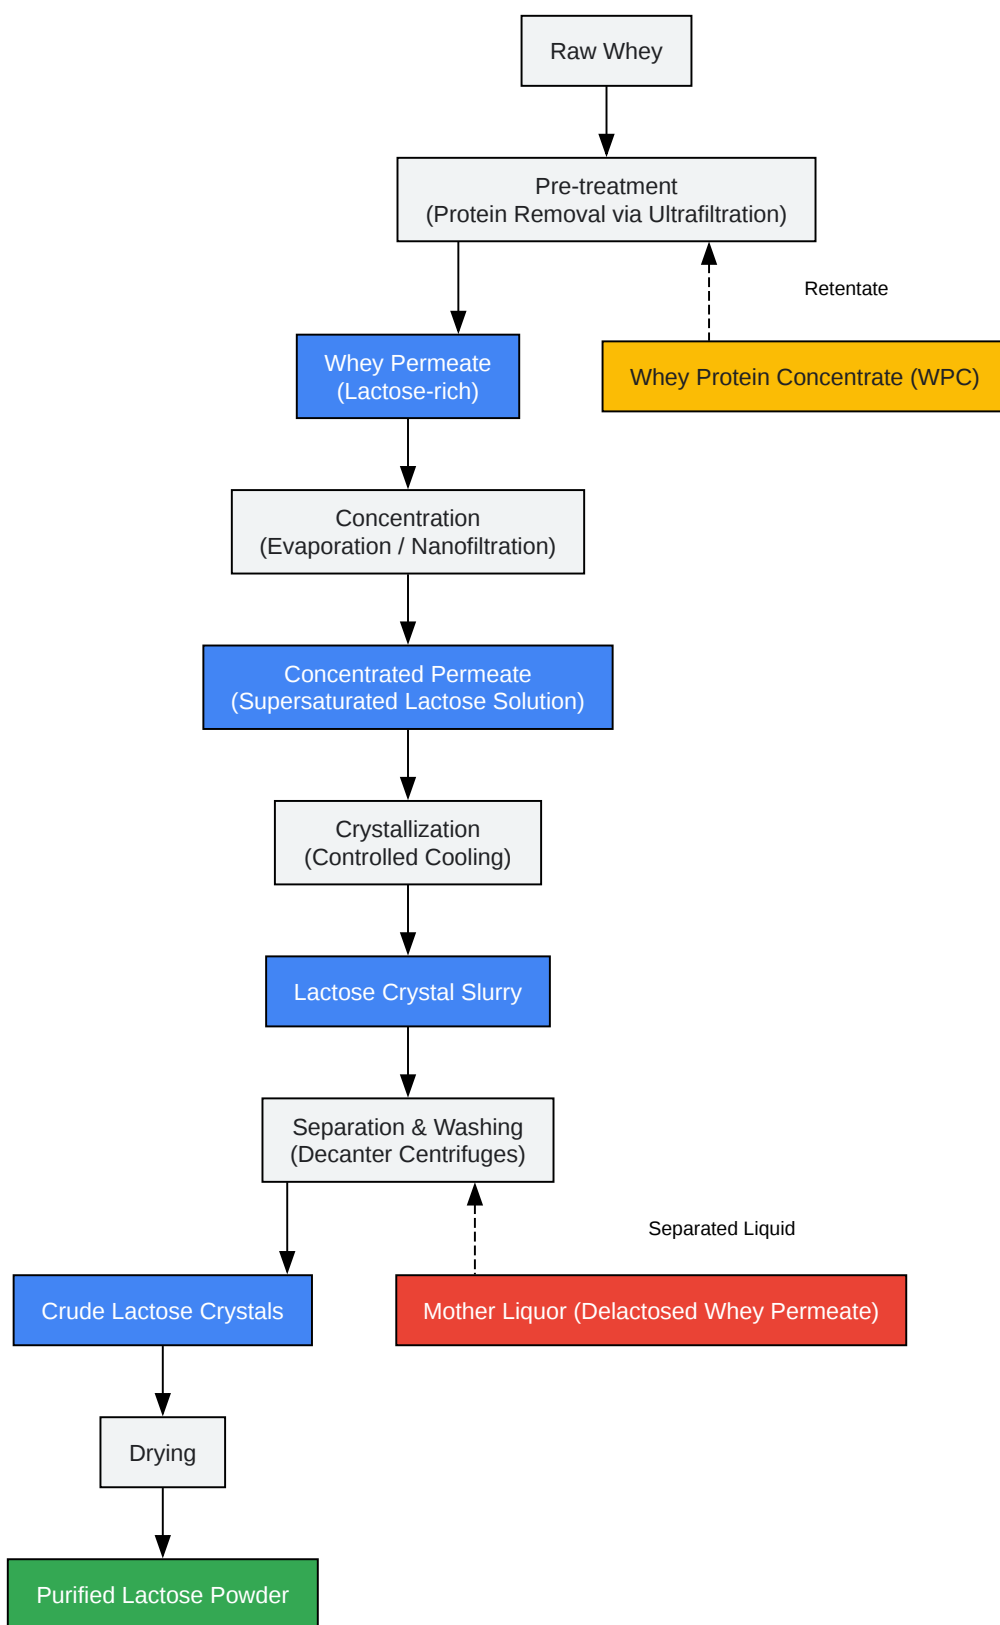 Raw Whey
Pre-treatment
(Protein Removal via Ultrafiltration)
Retentate
Whey Permeate
(Lactose-rich)
Whey Protein Concentrate (WPC)
Concentration
(Evaporation / Nanofiltration)
Concentrated Permeate
(Supersaturated Lactose Solution)
Crystallization
(Controlled Cooling)
Lactose Crystal Slurry
Separation & Washing
(Decanter Centrifuges)
Separated Liquid
Crude Lactose Crystals
Mother Liquor (Delactosed Whey Permeate)
Drying
Purified Lactose Powder